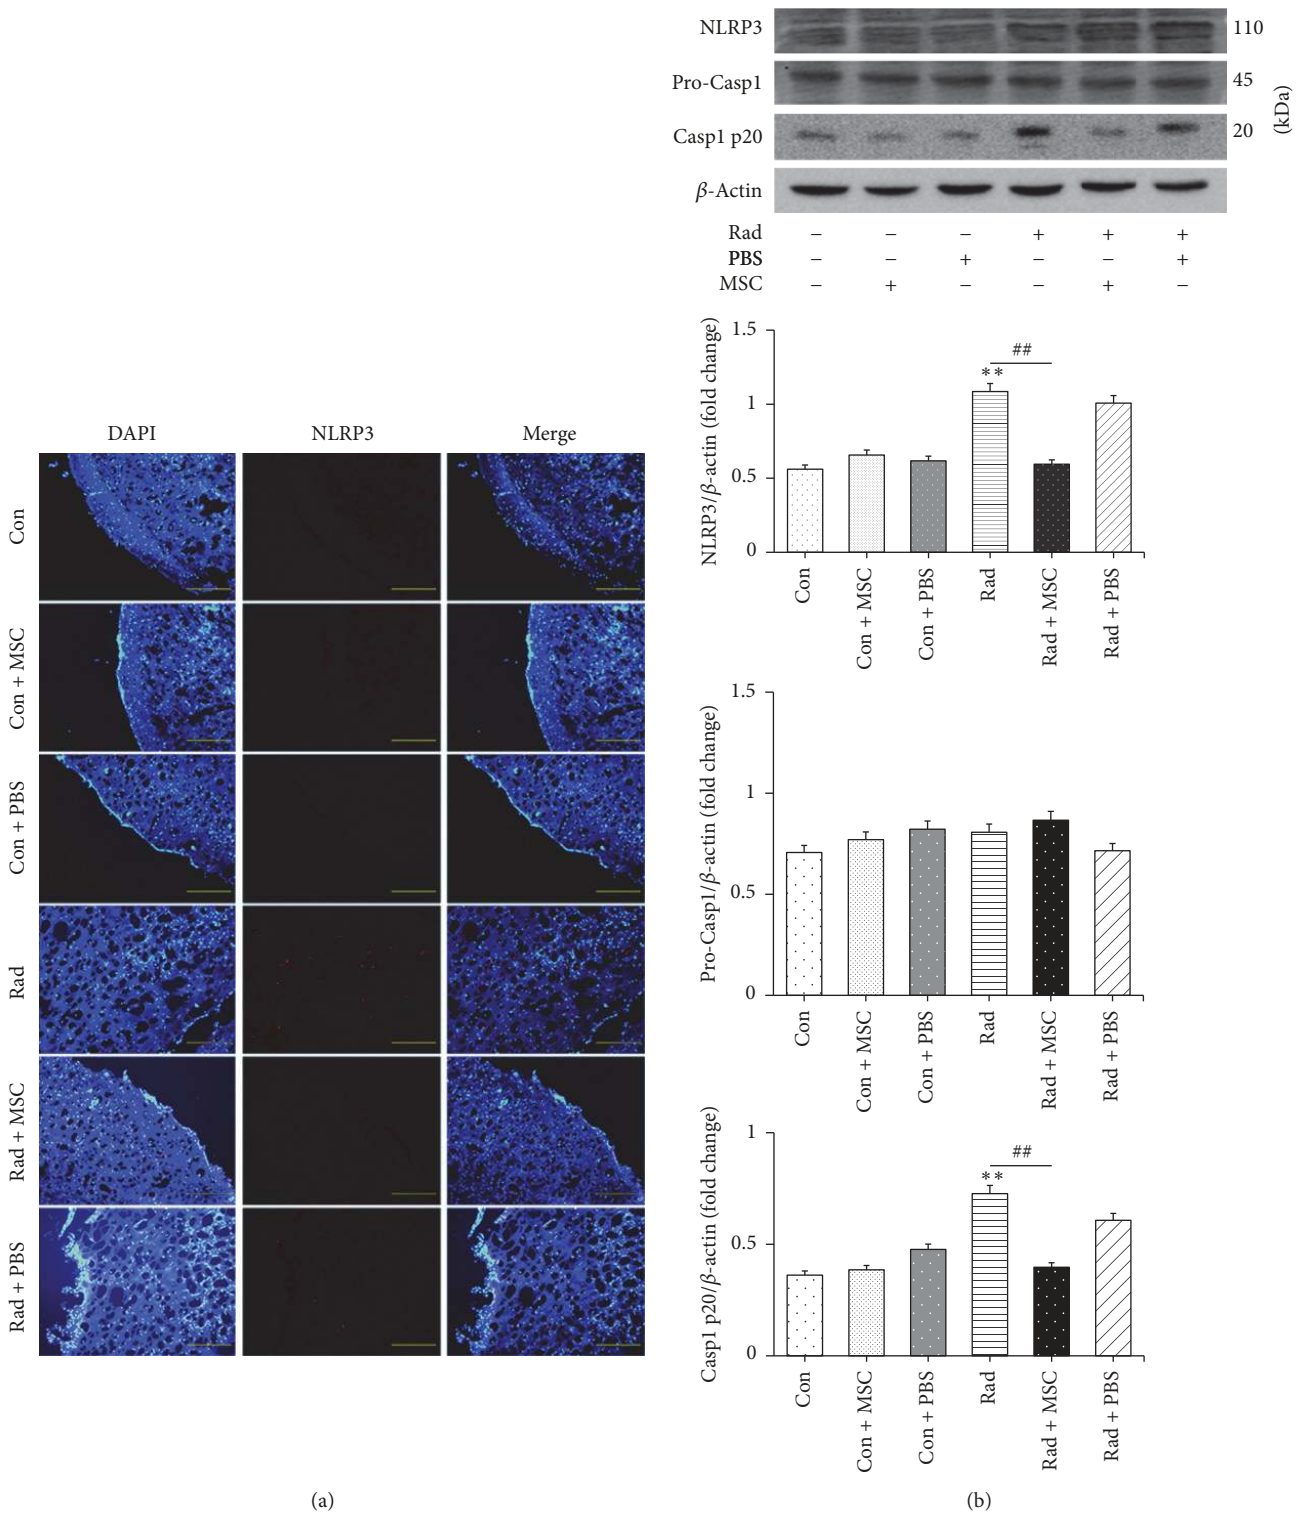 DAPI NLRP3 Merge
Con
Con + MSC
Con + PBS
Rad
Rad + MSC
Rad + PBS
(a)
NLRP3 110
Pro-Casp1 45
Casp1 p20 20
(kDa)
β-Actin
Rad − − − + + +
PBS − − + − − +
MSC − + − − + −
NLRP3/β-actin (fold change)
1.5
1
0.5
0
##
**
Con
Con + MSC
Con + PBS
Rad
Rad + MSC
Rad + PBS
Pro-Casp1/β-actin (fold change)
1.5
1
0.5
0
Con
Con + MSC
Con + PBS
Rad
Rad + MSC
Rad + PBS
Casp1 p20/β-actin (fold change)
1
0.5
0
##
**
Con
Con + MSC
Con + PBS
Rad
Rad + MSC
Rad + PBS
(b)